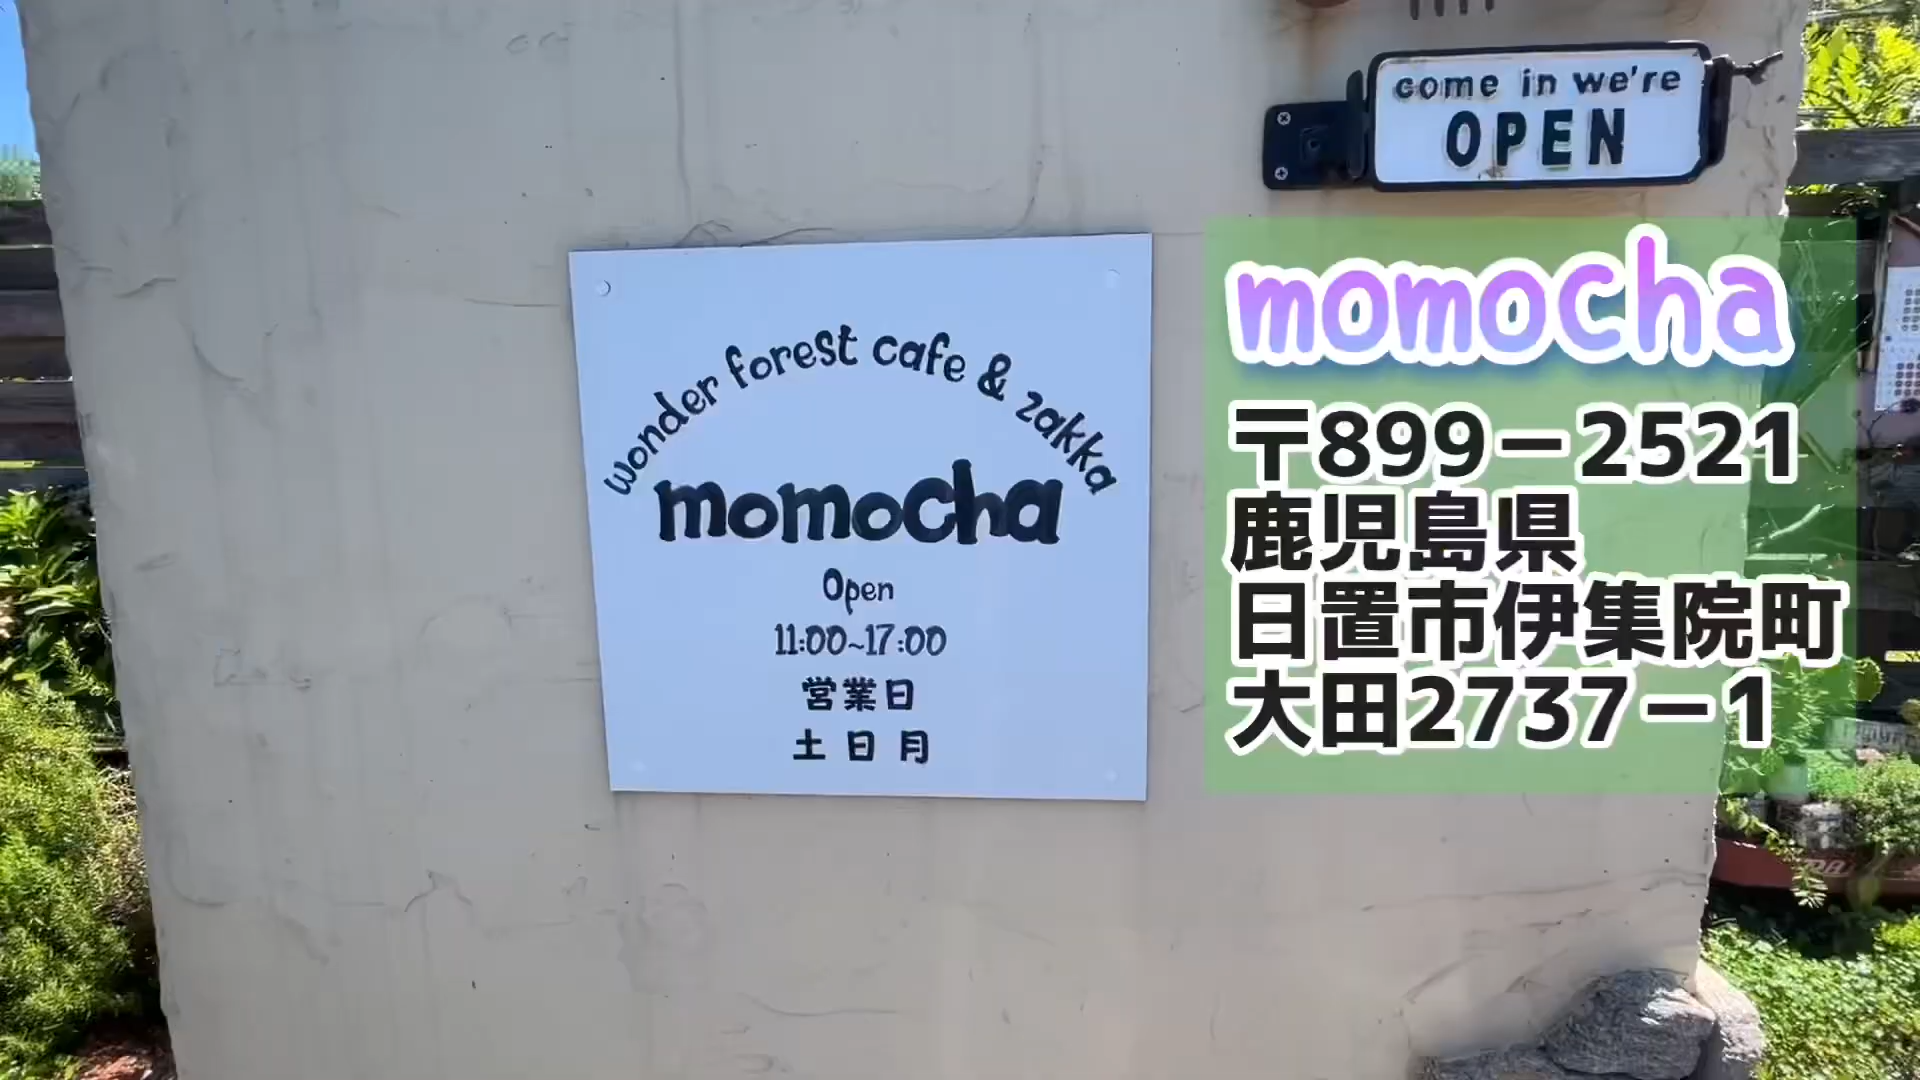 come in we're
OPEN
wonder forest cafe & zakka
momocha
Open
11:00~17:00
営業日
土 日 月
momocha
〒899－2521
鹿児島県
日置市伊集院町
大田2737－1